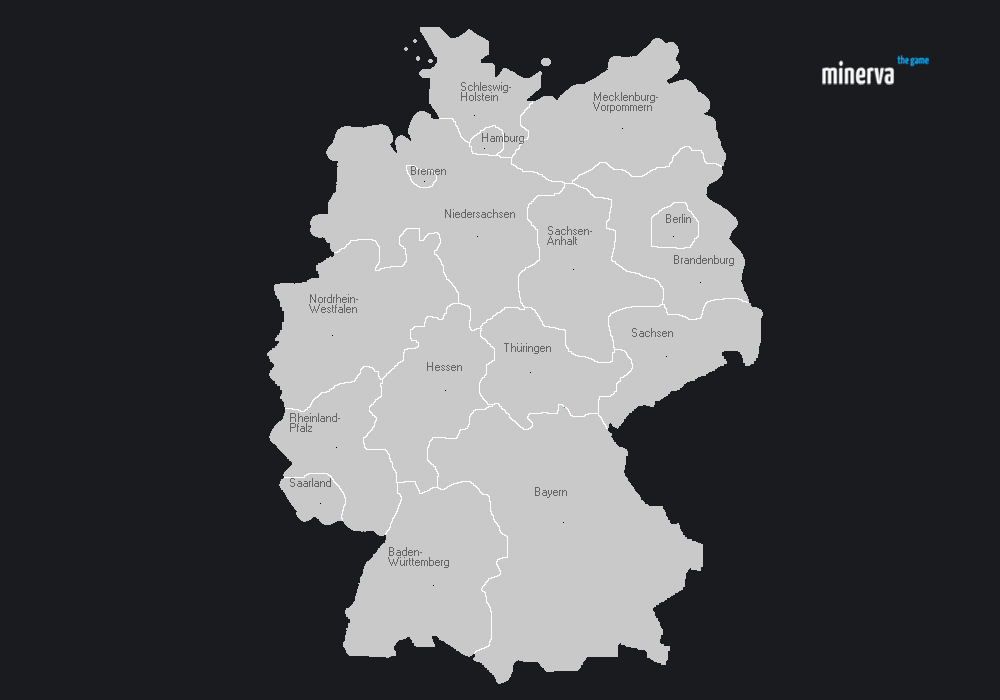 the game
minerva
Schleswig-
Holstein
Mecklenburg-
Vorpommern
Hamburg
Bremen
Niedersachsen
Berlin
Sachsen-
Anhalt
Brandenburg
Nordrhein-
Westfalen
Sachsen
Thüringen
Hessen
Rheinland-
Pfalz
Saarland
Bayern
Baden-
Württemberg